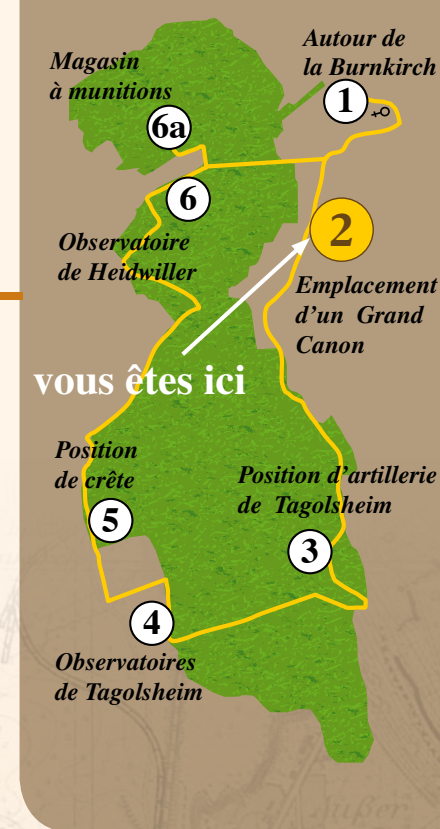 Autour de
la Burnkirch
1
Magasin
à munitions
6a
6
2
Observatoire
de Heidwiller
Emplacement
d'un Grand
Canon
vous êtes ici
Position
de crête
5
Position d'artillerie
de Tagolsheim
3
4
Observatoires
de Tagolsheim